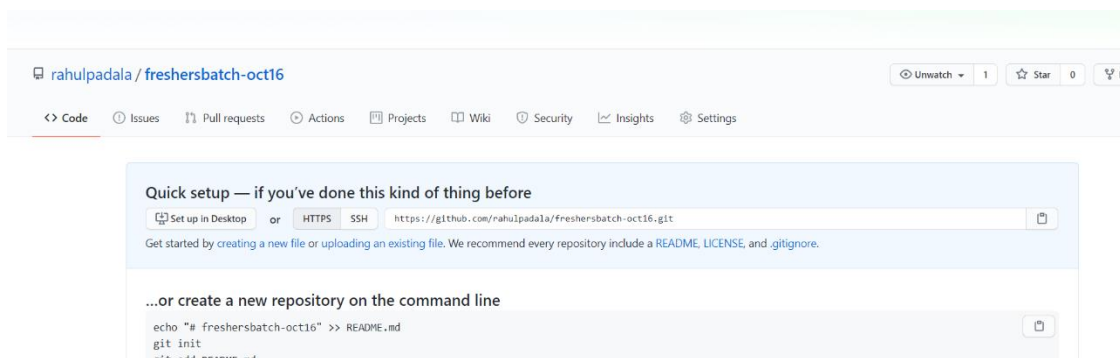 rahulpadala / freshersbatch-oct16
Unwatch 1 Star 0
Code Issues Pull requests Actions Projects Wiki Security Insights Settings
Quick setup — if you've done this kind of thing before
Set up in Desktop or HTTPS SSH https://github.com/rahulpadala/freshersbatch-oct16.git
Get started by creating a new file or uploading an existing file. We recommend every repository include a README, LICENSE, and .gitignore.
...or create a new repository on the command line
echo "# freshersbatch-oct16" >> README.md
git init
git add README.md